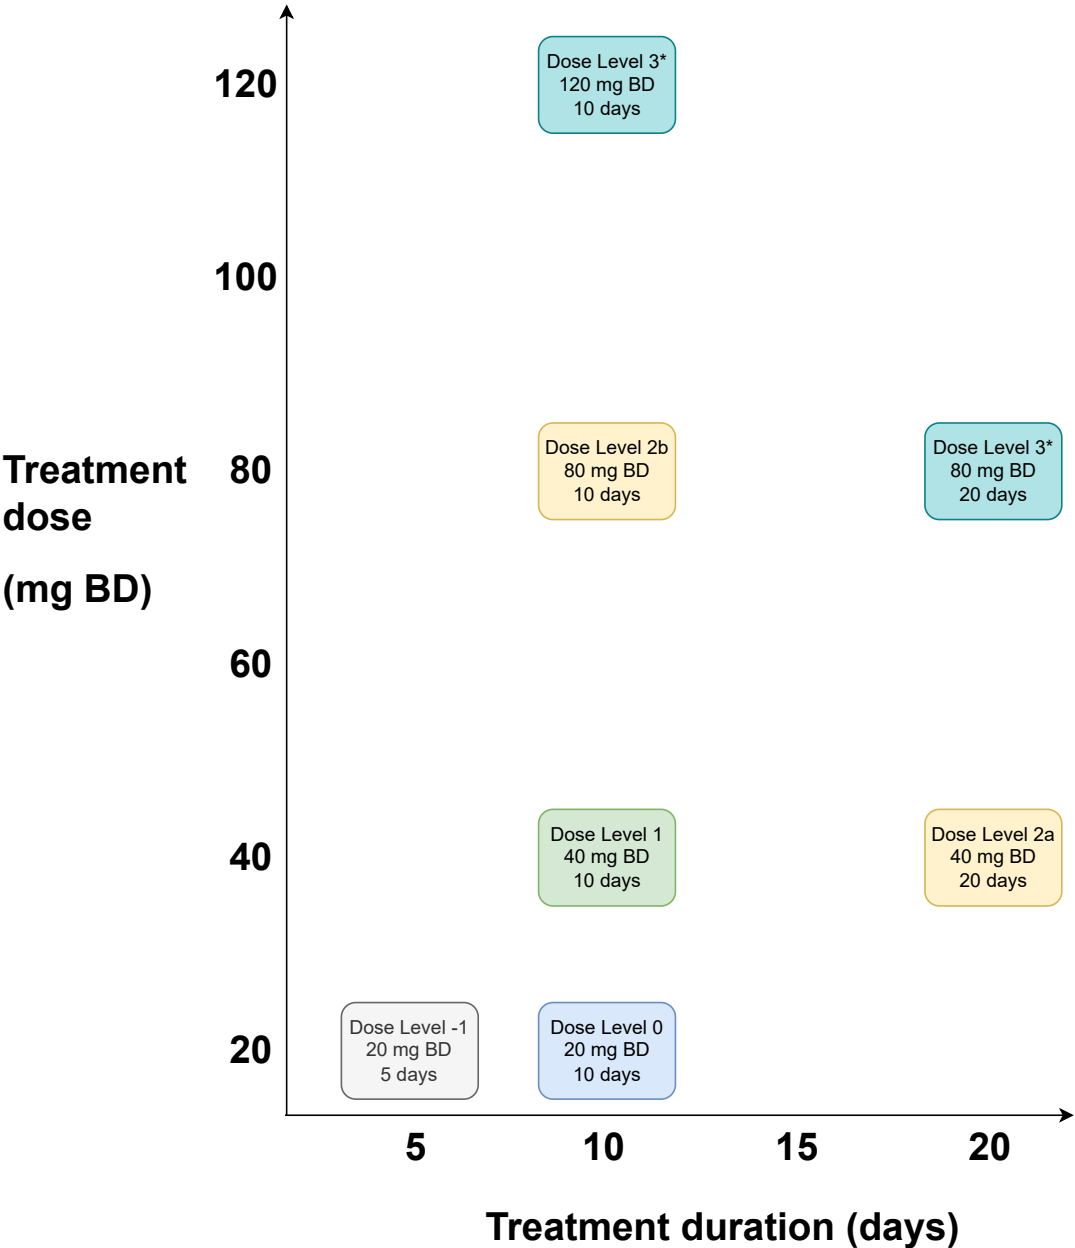 120
Dose Level 3*
120 mg BD
10 days
100
Treatment
dose
(mg BD)
80
Dose Level 2b
80 mg BD
10 days
Dose Level 3*
80 mg BD
20 days
60
40
Dose Level 1
40 mg BD
10 days
Dose Level 2a
40 mg BD
20 days
20
Dose Level -1
20 mg BD
5 days
Dose Level 0
20 mg BD
10 days
5
10
15
20
Treatment duration (days)